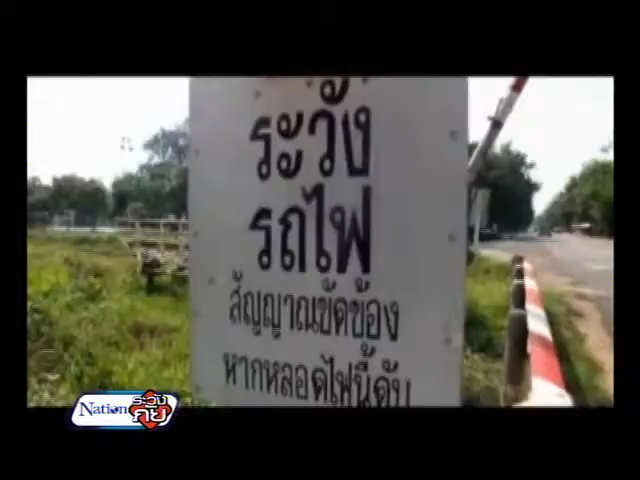 ระวัง
รถไฟ
สัญญาณขัดข้อง
หากหลอดไฟนี้ดับ
Nation ระวังภัย